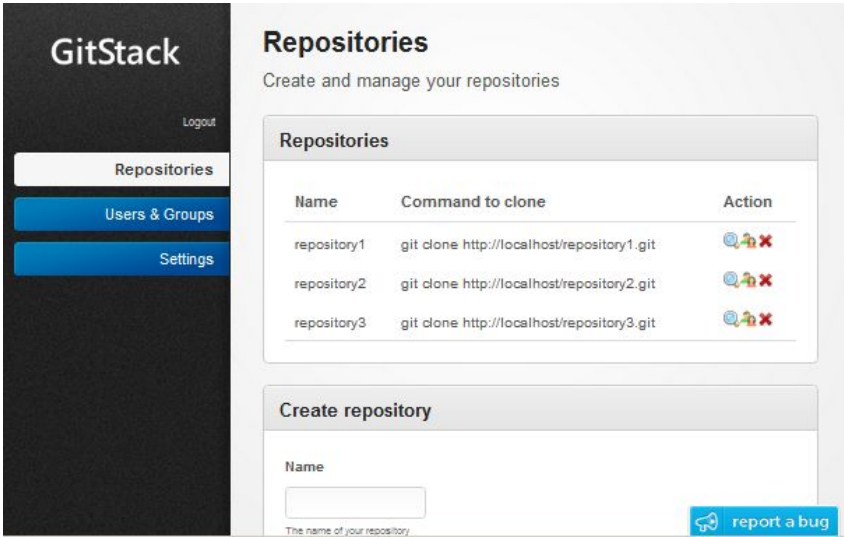 GitStack
Logout
Repositories
Users & Groups
Settings
Repositories
Create and manage your repositories
Repositories
Name Command to clone Action
repository1 git clone http://localhost/repository1.git
repository2 git clone http://localhost/repository2.git
repository3 git clone http://localhost/repository3.git
Create repository
Name
The name of your repository
report a bug